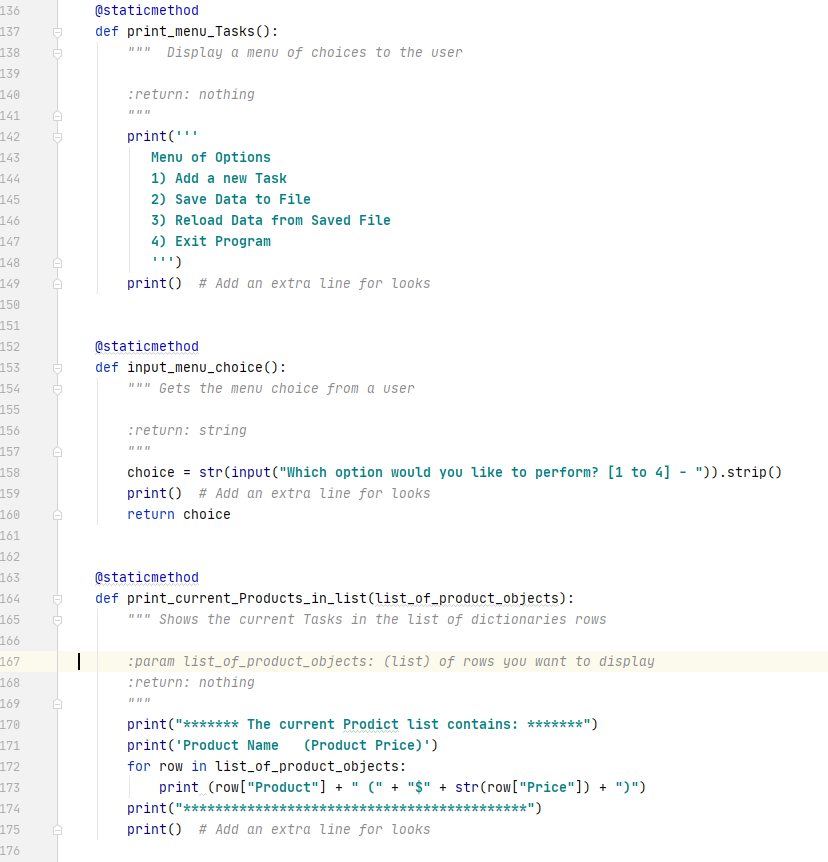 136 @staticmethod
137 def print_menu_Tasks():
138 """  Display a menu of choices to the user
139
140 :return: nothing
141 """
142 print('''
143 Menu of Options
144 1) Add a new Task
145 2) Save Data to File
146 3) Reload Data from Saved File
147 4) Exit Program
148 ''')
149 print()  # Add an extra line for looks
150
151
152 @staticmethod
153 def input_menu_choice():
154 """ Gets the menu choice from a user
155
156 :return: string
157 """
158 choice = str(input("Which option would you like to perform? [1 to 4] - ")).strip()
159 print()  # Add an extra line for looks
160 return choice
161
162
163 @staticmethod
164 def print_current_Products_in_list(list_of_product_objects):
165 """ Shows the current Tasks in the list of dictionaries rows
166
167 :param list_of_product_objects: (list) of rows you want to display
168 :return: nothing
169 """
170 print("******* The current Prodict list contains: *******")
171 print('Product Name   (Product Price)')
172 for row in list_of_product_objects:
173 print (row["Product"] + " (" + "$" + str(row["Price"]) + ")")
174 print("*******************************************")
175 print()  # Add an extra line for looks
176